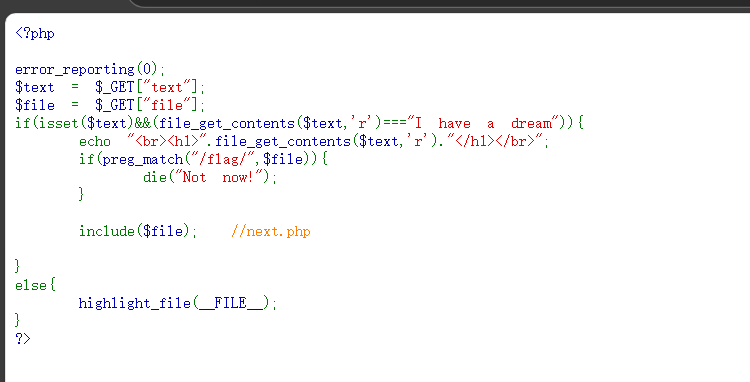 <?php
error_reporting(0);
$text = $_GET["text"];
$file = $_GET["file"];
if(isset($text)&&(file_get_contents($text,'r')==="I have a dream")){
echo "<br><h1>".file_get_contents($text,'r')."</h1></br>";
if(preg_match("/flag/",$file)){
die("Not now!");
}
include($file); //next.php
}
else{
highlight_file(__FILE__);
}
?>